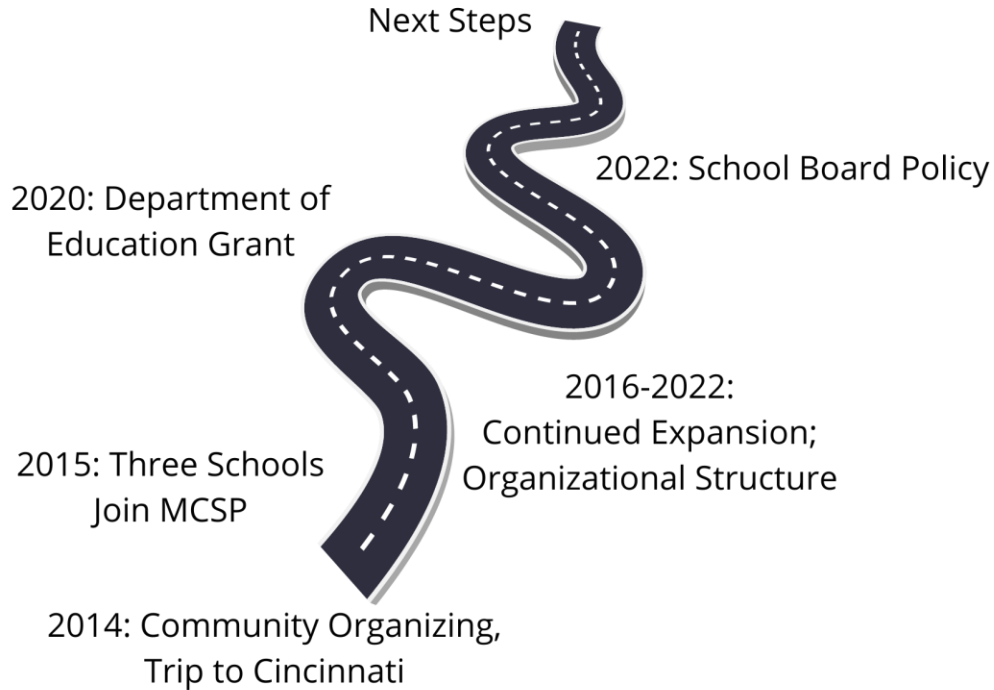 Next Steps
2022: School Board Policy
2020: Department of
Education Grant
2016-2022:
Continued Expansion;
Organizational Structure
2015: Three Schools
Join MCSP
2014: Community Organizing,
Trip to Cincinnati